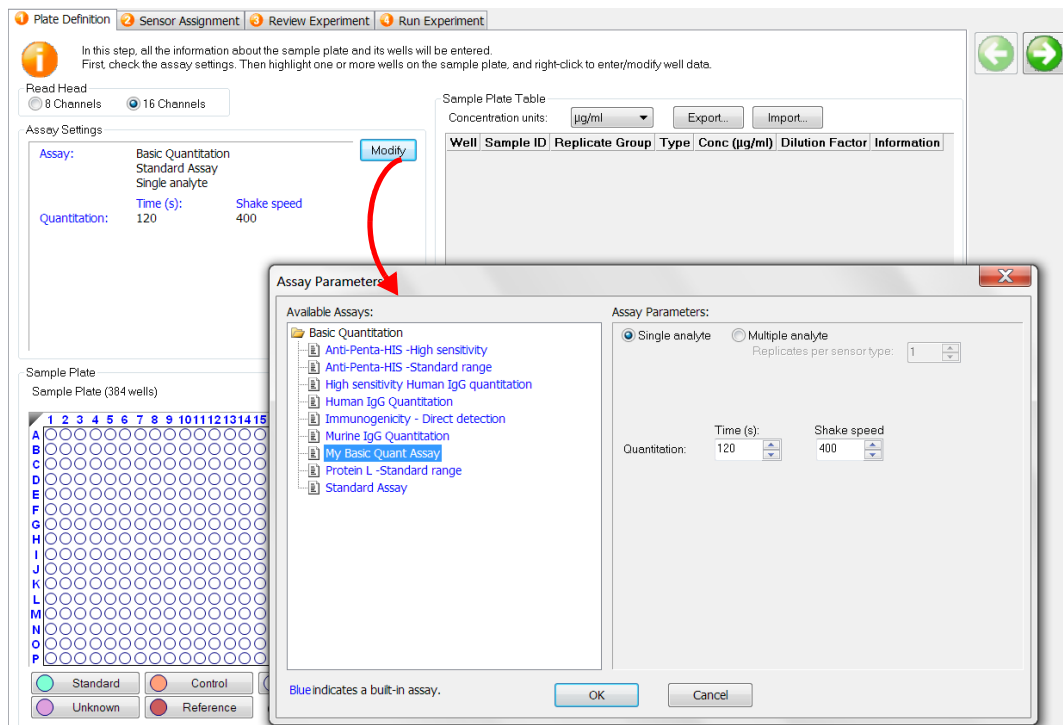 1 Plate Definition 2 Sensor Assignment 3 Review Experiment 4 Run Experiment
In this step, all the information about the sample plate and its wells will be entered.
First, check the assay settings. Then highlight one or more wells on the sample plate, and right-click to enter/modify well data.
Read Head
8 Channels 16 Channels
Assay Settings
Assay: Basic Quantitation Modify
Standard Assay
Single analyte
Time (s): Shake speed
Quantitation: 120 400
Sample Plate Table
Concentration units: µg/ml Export... Import...
Well Sample ID Replicate Group Type Conc (µg/ml) Dilution Factor Information
Sample Plate
Sample Plate (384 wells)
1 2 3 4 5 6 7 8 9 10 11 12 13 14 15
A
B
C
D
E
F
G
H
I
J
K
L
M
N
O
P
Standard Control
Unknown Reference
Assay Parameters
X
Available Assays:
Basic Quantitation
Anti-Penta-HIS -High sensitivity
Anti-Penta-HIS -Standard range
High sensitivity Human IgG quantitation
Human IgG Quantitation
Immunogenicity - Direct detection
Murine IgG Quantitation
My Basic Quant Assay
Protein L -Standard range
Standard Assay
Assay Parameters:
Single analyte Multiple analyte
Replicates per sensor type: 1
Time (s): Shake speed
Quantitation: 120 400
Blue indicates a built-in assay.
OK Cancel